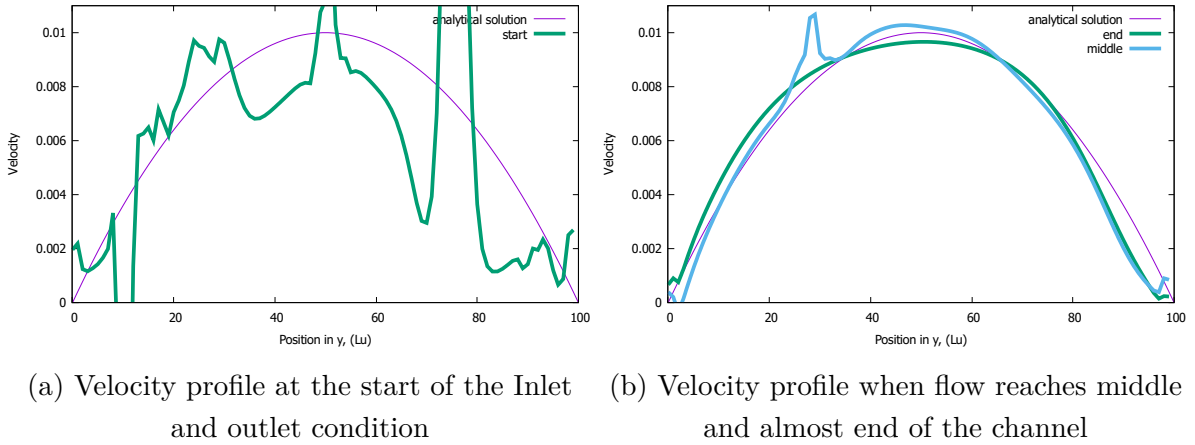 0.01
0.008
0.006
0.004
0.002
0
Velocity
analytical solution
start
0 20 40 60 80 100
Position in y, (Lu)
(a) Velocity profile at the start of the Inlet
and outlet condition
0.01
0.008
0.006
0.004
0.002
0
Velocity
analytical solution
end
middle
0 20 40 60 80 100
Position in y, (Lu)
(b) Velocity profile when flow reaches middle
and almost end of the channel